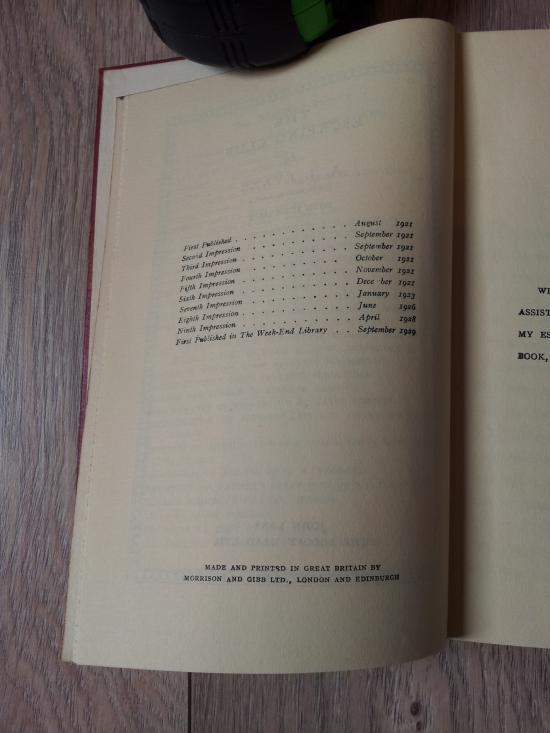 First Published . . . . . . . . . August 1921
Second Impression . . . . . . . . September 1921
Third Impression . . . . . . . . September 1921
Fourth Impression . . . . . . . . October 1921
Fifth Impression . . . . . . . . November 1921
Sixth Impression . . . . . . . . Dece ber 1921
Seventh Impression . . . . . . . . January 1923
Eighth Impression . . . . . . . . June 1926
Ninth Impression . . . . . . . . April 1928
First Published in The Week-End Library . . September 1929
MADE AND PRINTED IN GREAT BRITAIN BY
MORRISON AND GIBB LTD., LONDON AND EDINBURGH
WI
ASSIST
MY ES
BOOK,